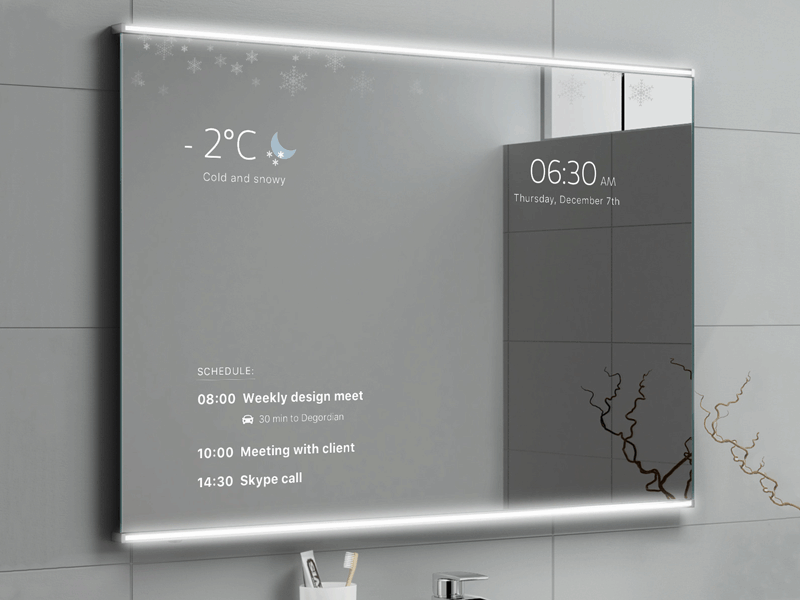 - 2°C
Cold and snowy
06:30 AM
Thursday, December 7th
SCHEDULE:
08:00 Weekly design meet
30 min to Degordian
10:00 Meeting with client
14:30 Skype call